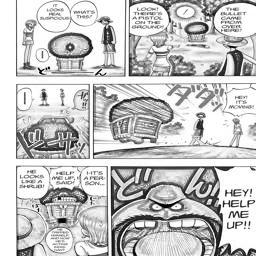 THE
BULLET
CAME
FROM
OVER
HERE!
LOOK!
THERE'S
A PISTOL
ON THE
GROUND!
WHAT'S
THIS?
IT
LOOKS
REAL
SUSPICIOUS
HEY!
IT'S
MOVING!
I-IT'S
A PER-
SON...
HELP
ME UP,
I
SAID!
HE
LOOKS
LIKE A
SHRUB!
HEY!
HELP
ME
UP!!